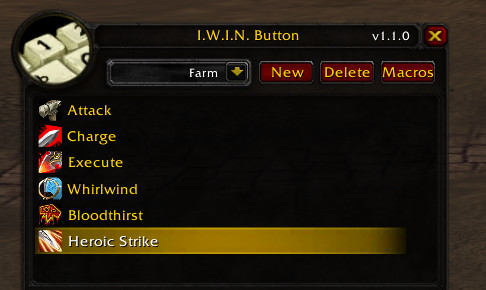 I.W.I.N. Button v1.1.0
Farm New Delete Macros
Attack
Charge
Execute
Whirlwind
Bloodthirst
Heroic Strike